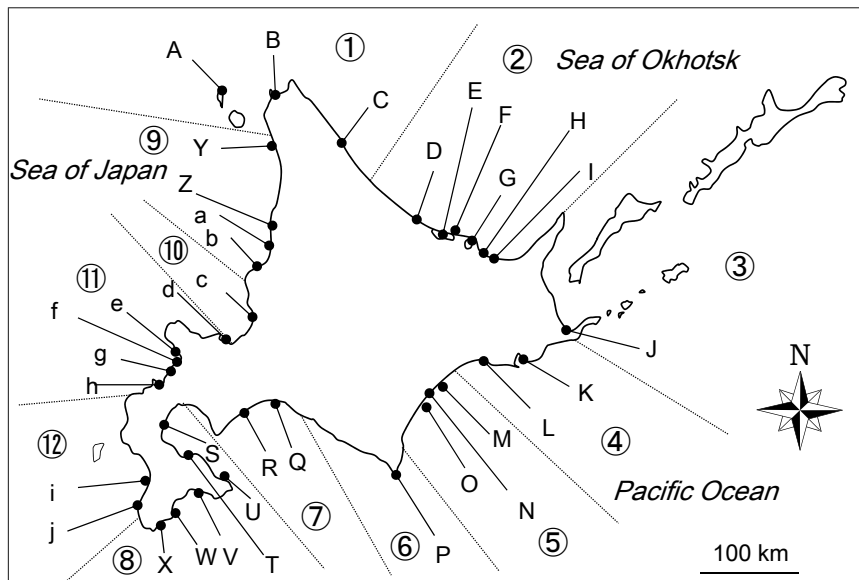 A
B
①
②
Sea of Okhotsk
E
F
C
H
D
G
I
⑨
Y
Sea of Japan
Z
a
b
⑩
③
⑪
d
c
f
e
g
h
J
N
K
⑫
S
④
M
L
R
Q
O
i
U
N
Pacific Ocean
j
⑦
⑥
P
⑤
⑧
X
W
V
T
100 km